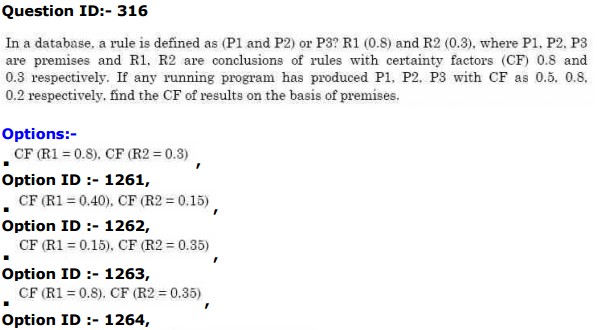 Question ID:- 316
In a database, a rule is defined as (P1 and P2) or P3? R1 (0.8) and R2 (0.3), where P1, P2, P3
are premises and R1, R2 are conclusions of rules with certainty factors (CF) 0.8 and
0.3 respectively. If any running program has produced P1, P2, P3 with CF as 0.5, 0.8,
0.2 respectively, find the CF of results on the basis of premises.
Options:-
▪ CF (R1 = 0.8), CF (R2 = 0.3) ,
Option ID :- 1261,
▪ CF (R1 = 0.40), CF (R2 = 0.15) ,
Option ID :- 1262,
▪ CF (R1 = 0.15), CF (R2 = 0.35) ,
Option ID :- 1263,
▪ CF (R1 = 0.8). CF (R2 = 0.35) ,
Option ID :- 1264,